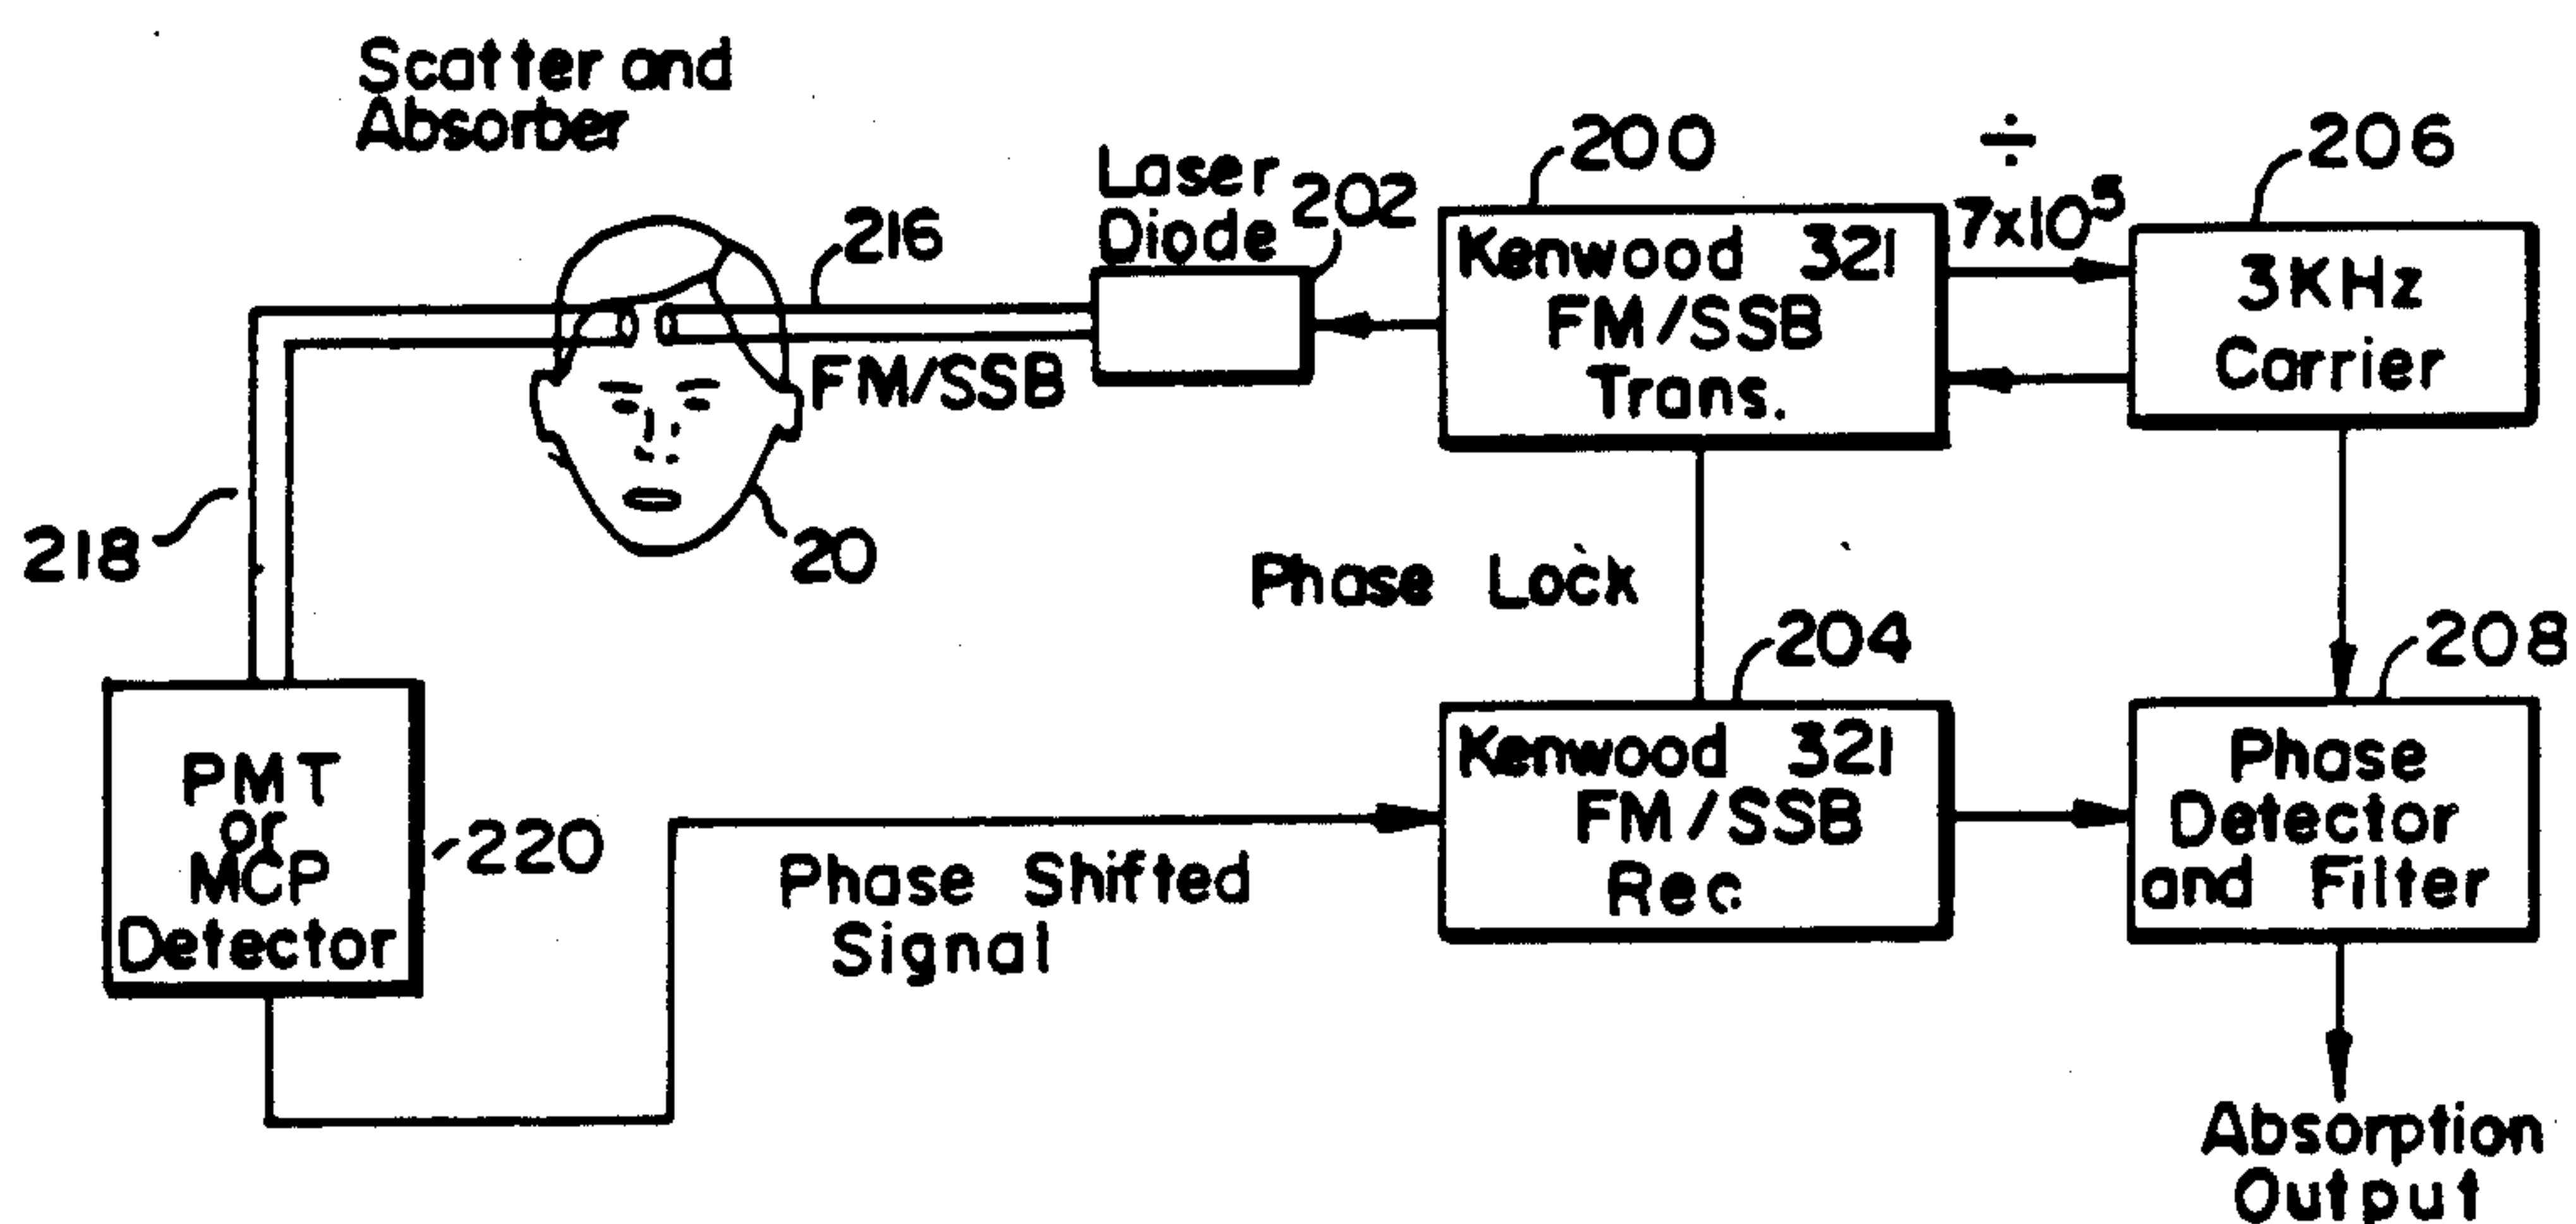 Scatter and
Absorber
216
Laser
Diode
202
200
÷
7x10⁵
206
Kenwood 321
FM/SSB
Trans.
3KHz
Carrier
FM/SSB
218
20
Phase Lock
204
208
PMT
or
MCP
Detector
220
Phase Shifted
Signal
Kenwood 321
FM/SSB
Rec.
Phase
Detector
and Filter
Absorption
Output